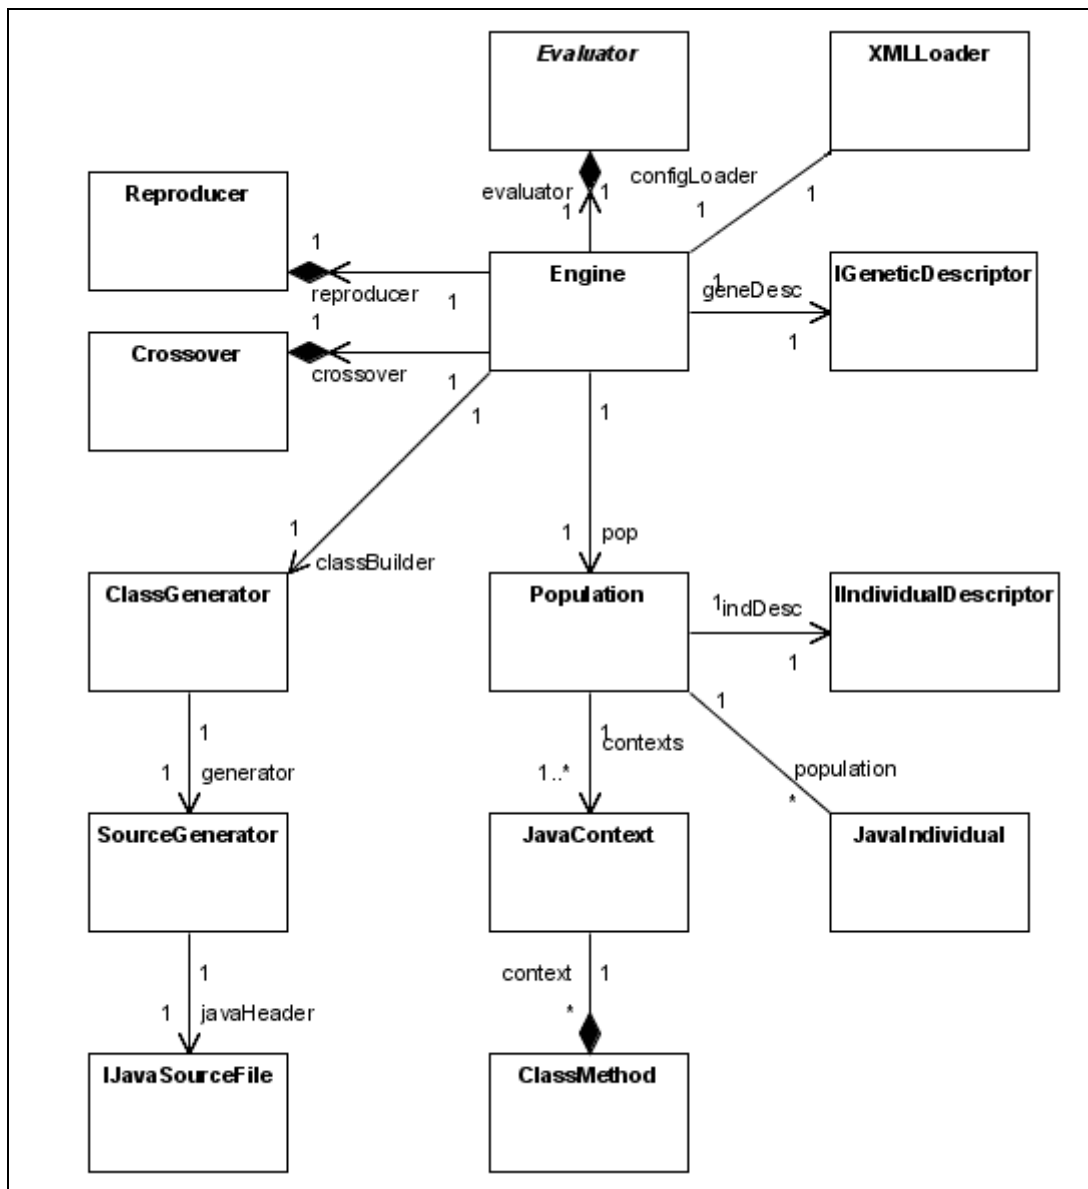 Evaluator
XMLLoader
configLoader
evaluator
1
1
1
1
Reproducer
1
reproducer
1
Engine
1
geneDesc
1
IGeneticDescriptor
1
Crossover
crossover
1
1
1
1
classBuilder
1
pop
ClassGenerator
Population
1
indDesc
1
IIndividualDescriptor
1
1
generator
1
contexts
1..*
1
population
*
SourceGenerator
JavaContext
JavaIndividual
1
1
javaHeader
context
1
*
IJavaSourceFile
ClassMethod